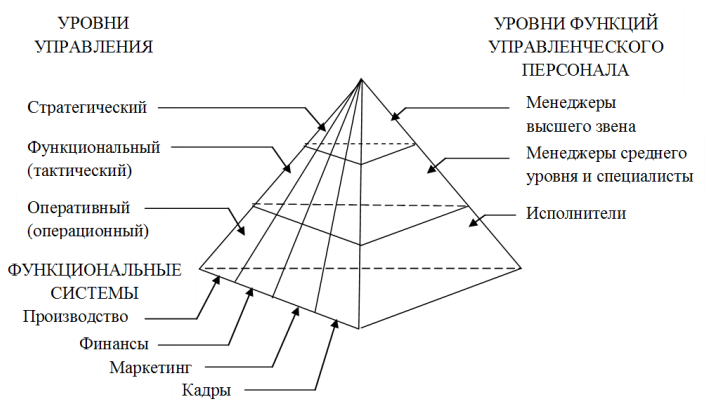 УРОВНИ
УПРАВЛЕНИЯ
УРОВНИ ФУНКЦИЙ
УПРАВЛЕНЧЕСКОГО
ПЕРСОНАЛА
Стратегический
Функциональный
(тактический)
Оперативный
(операционный)
Менеджеры
высшего звена
Менеджеры среднего
уровня и специалисты
Исполнители
ФУНКЦИОНАЛЬНЫЕ
СИСТЕМЫ
Производство
Финансы
Маркетинг
Кадры